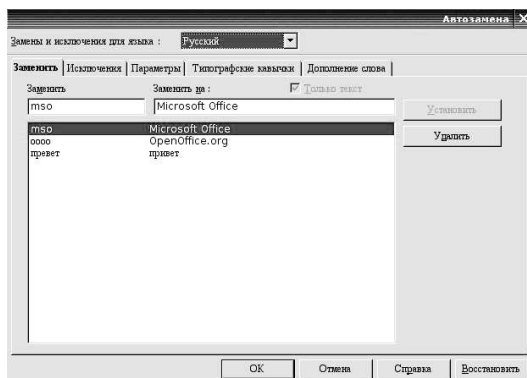 Автозамена X
Замены и исключения для языка : Русский
Заменить Исключения Параметры Типографские кавычки Дополнение слова
Заменить Заменить на : Только текст
mso Microsoft Office Установить
mso Microsoft Office Удалить
oooo OpenOffice.org
превет привет
OK Отмена Справка Восстановить